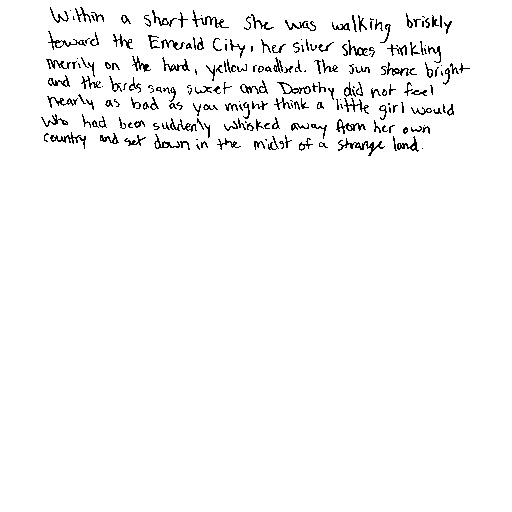 Within a short time she was walking briskly
toward the Emerald City, her silver shoes tinkling
merrily on the hard, yellow roadbed. The sun shone bright
and the birds sang sweet and Dorothy did not feel
nearly as bad as you might think a little girl would
who had been suddenly whisked away from her own
country and set down in the midst of a strange land.